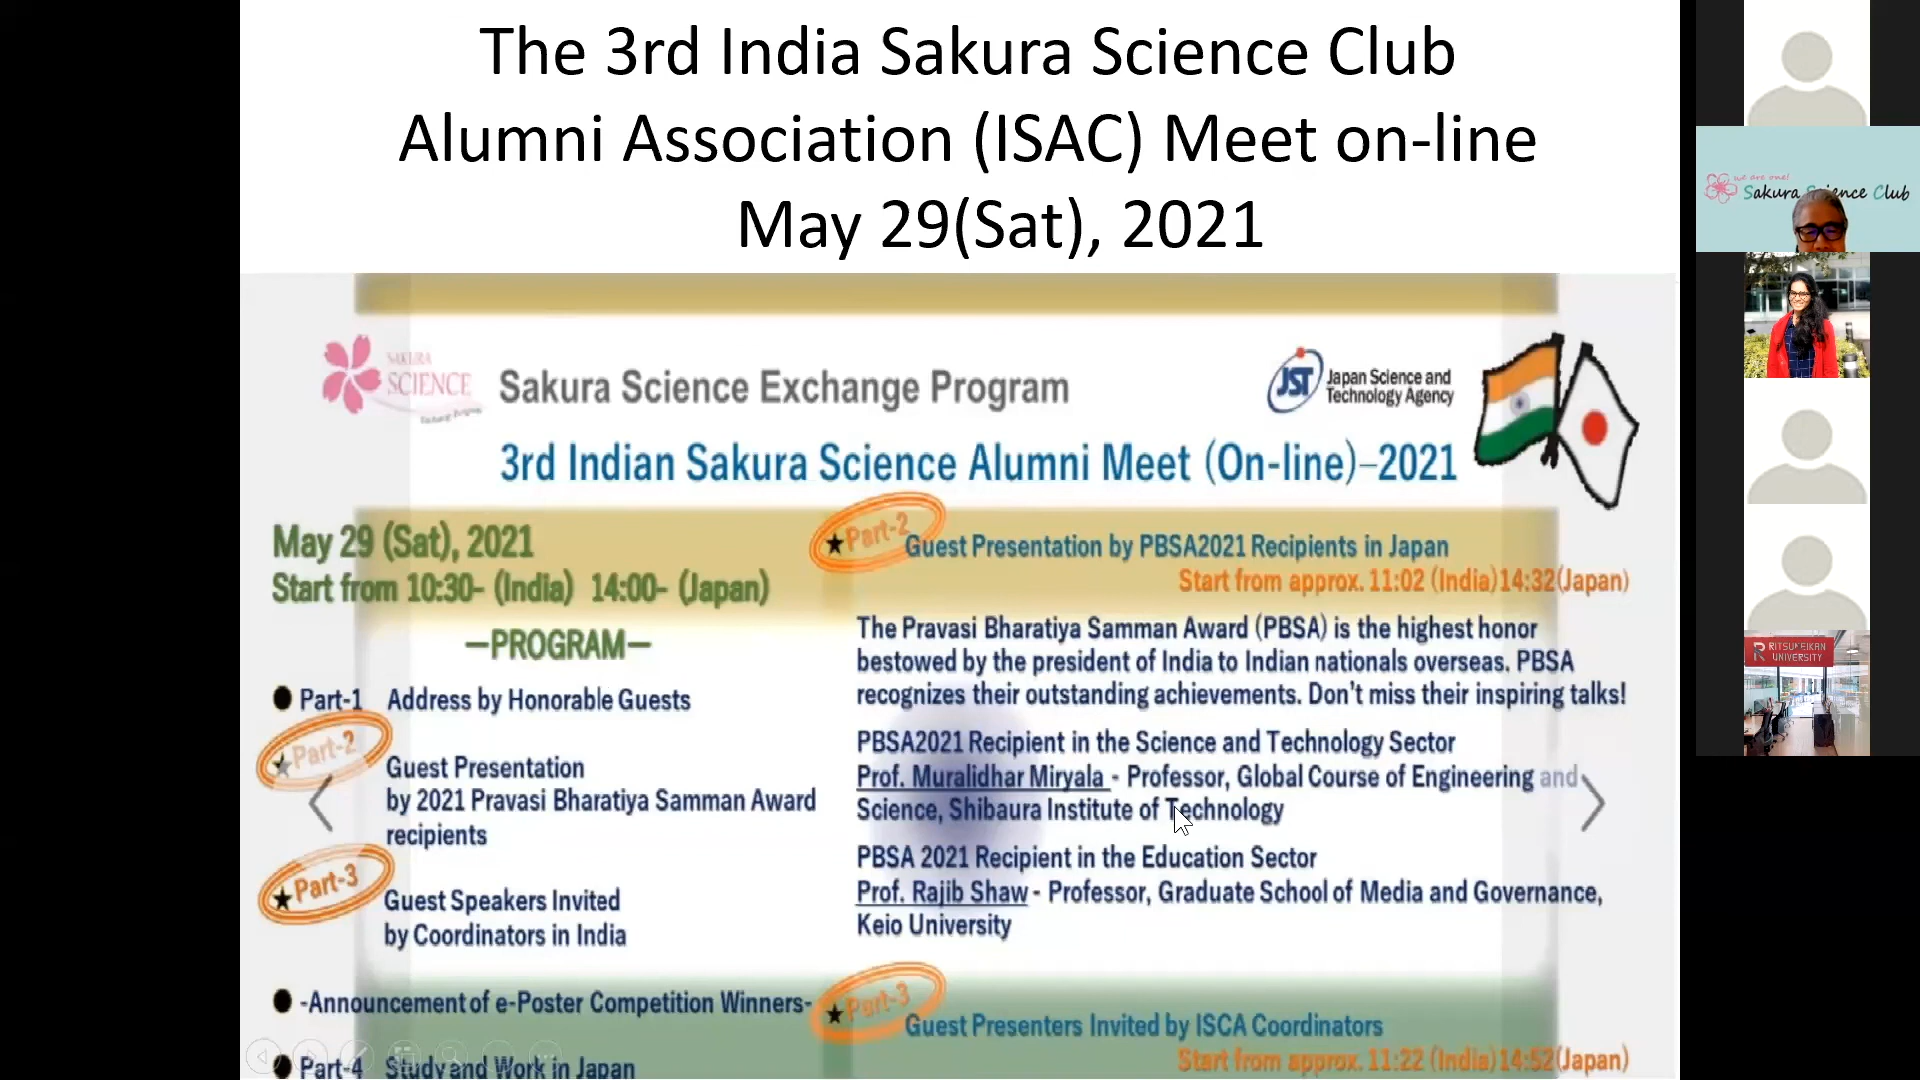 The 3rd India Sakura Science Club
Alumni Association (ISAC) Meet on-line
May 29(Sat), 2021
SAKURA
SCIENCE
Exchange Program
Sakura Science Exchange Program
JST
Japan Science and
Technology Agency
3rd Indian Sakura Science Alumni Meet (On-line)-2021
May 29 (Sat), 2021
Start from 10:30- (India) 14:00- (Japan)
—PROGRAM—
● Part-1 Address by Honorable Guests
★Part-2
Guest Presentation
by 2021 Pravasi Bharatiya Samman Award
recipients
★Part-3
Guest Speakers Invited
by Coordinators in India
● -Announcement of e-Poster Competition Winners-
● Part-4 Study and Work in Japan
★Part-2
Guest Presentation by PBSA2021 Recipients in Japan
Start from approx. 11:02 (India)14:32(Japan)
The Pravasi Bharatiya Samman Award (PBSA) is the highest honor
bestowed by the president of India to Indian nationals overseas. PBSA
recognizes their outstanding achievements. Don't miss their inspiring talks!
PBSA2021 Recipient in the Science and Technology Sector
Prof. Muralidhar Miryala - Professor, Global Course of Engineering and
Science, Shibaura Institute of Technology
PBSA 2021 Recipient in the Education Sector
Prof. Rajib Shaw - Professor, Graduate School of Media and Governance,
Keio University
★Part-3
Guest Presenters Invited by ISCA Coordinators
Start from approx. 11:22 (India)14:52(Japan)
we are one!
Sakura Science Club
R RITSUMEIKAN
UNIVERSITY